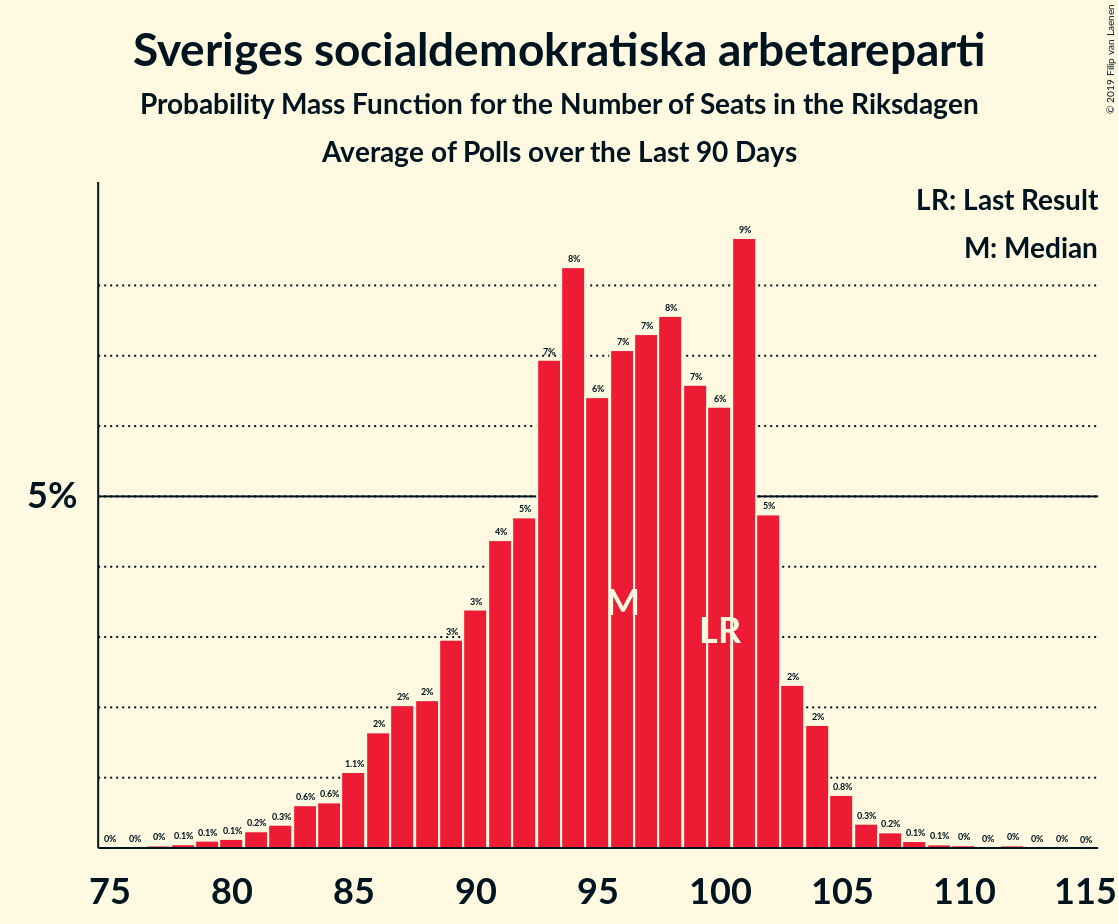 Sveriges socialdemokratiska arbetareparti
Probability Mass Function for the Number of Seats in the Riksdagen
Average of Polls over the Last 90 Days
© 2019 Filip van Laenen
LR: Last Result
M: Median
5%
0% 0% 0% 0.1% 0.1% 0.1% 0.2% 0.3% 0.6% 0.6% 1.1% 2% 2% 2% 3% 3% 4% 5% 7% 8% 6% 7% 7% 8% 7% 6% 9% 5% 2% 2% 0.8% 0.3% 0.2% 0.1% 0.1% 0% 0% 0% 0% 0% 0%
M
LR
75 80 85 90 95 100 105 110 115